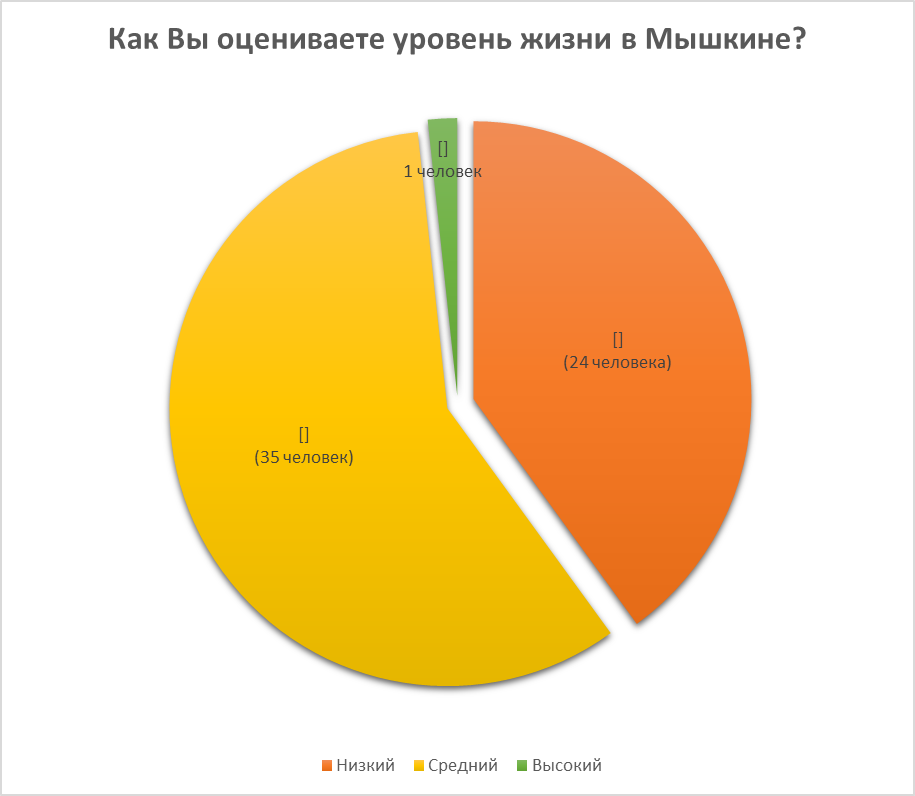 Как Вы оцениваете уровень жизни в Мышкине?
[]
1 человек
[]
(24 человека)
[]
(35 человек)
Низкий Средний Высокий